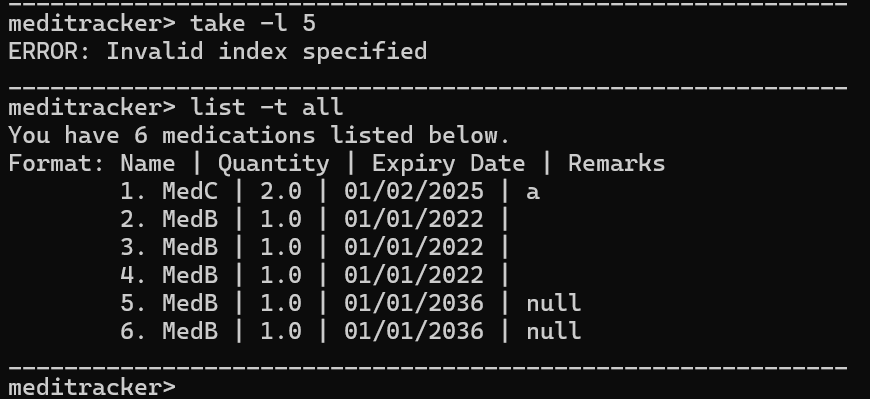 meditracker> take -l 5
ERROR: Invalid index specified
meditracker> list -t all
You have 6 medications listed below.
Format: Name | Quantity | Expiry Date | Remarks
1. MedC | 2.0 | 01/02/2025 | a
2. MedB | 1.0 | 01/01/2022 |
3. MedB | 1.0 | 01/01/2022 |
4. MedB | 1.0 | 01/01/2022 |
5. MedB | 1.0 | 01/01/2036 | null
6. MedB | 1.0 | 01/01/2036 | null
meditracker>